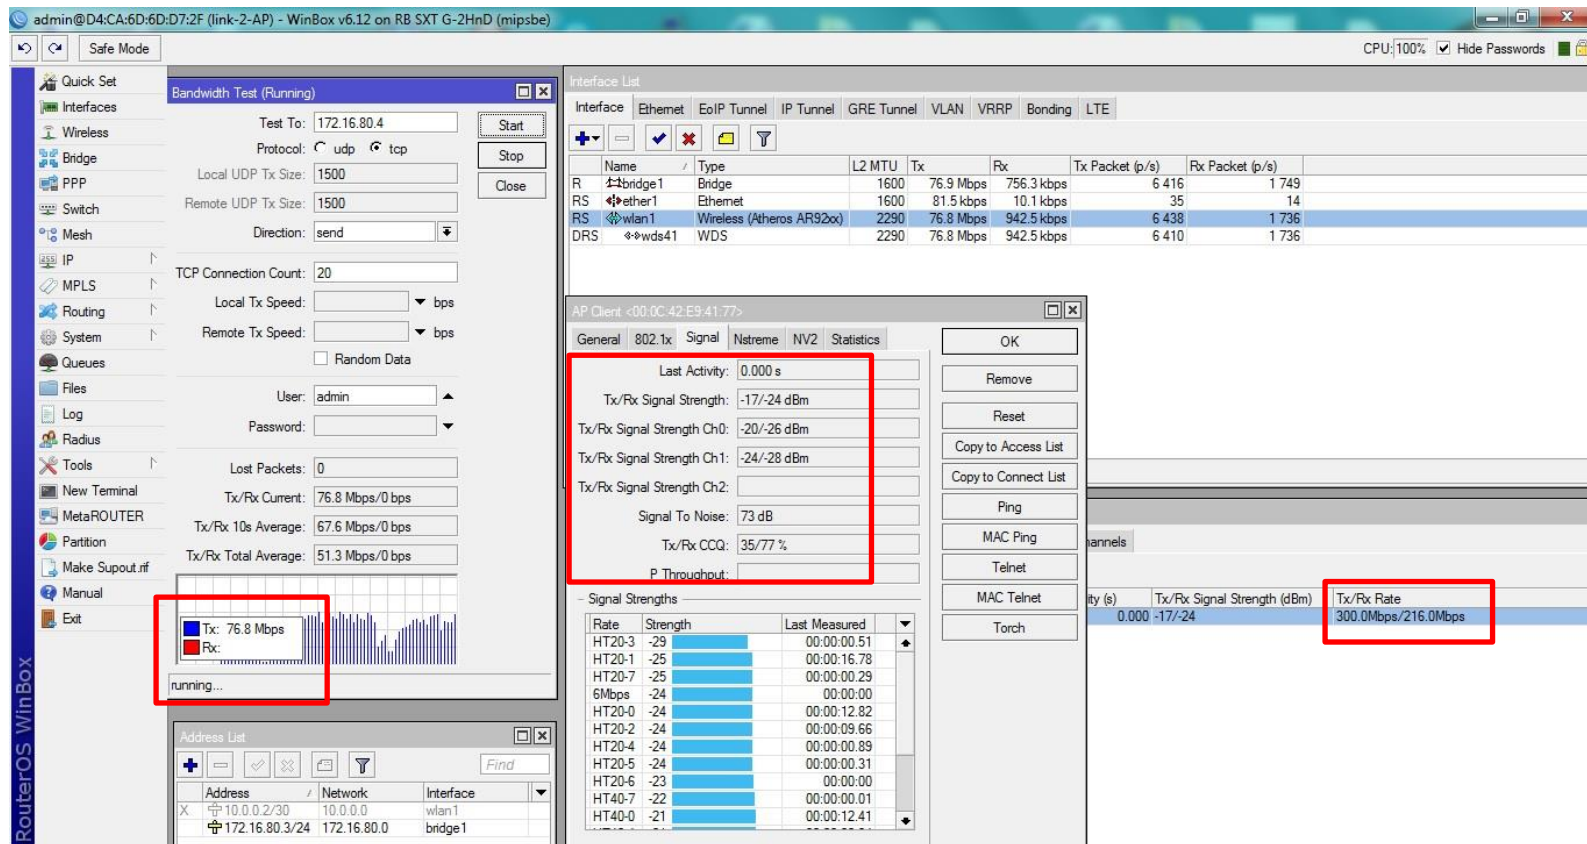 admin@D4:CA:6D:6D:D7:2F (link-2-AP) - WinBox v6.12 on RB SXT G-2HnD (mipsbe)
Safe Mode
CPU: 100% Hide Passwords
RouterOS WinBox
Quick Set
Interfaces
Wireless
Bridge
PPP
Switch
Mesh
IP
MPLS
Routing
System
Queues
Files
Log
Radius
Tools
New Terminal
MetaROUTER
Partition
Make Supout.rif
Manual
Exit
Bandwidth Test (Running)
Test To: 172.16.80.4
Start
Protocol: udp tcp
Stop
Local UDP Tx Size: 1500
Close
Remote UDP Tx Size: 1500
Direction: send
TCP Connection Count: 20
Local Tx Speed: bps
Remote Tx Speed: bps
Random Data
User: admin
Password:
Lost Packets: 0
Tx/Rx Current: 76.8 Mbps/0 bps
Tx/Rx 10s Average: 67.6 Mbps/0 bps
Tx/Rx Total Average: 51.3 Mbps/0 bps
Tx: 76.8 Mbps
Rx:
running...
Address List
Find
Address Network Interface
X 10.0.0.2/30 10.0.0.0 wlan1
172.16.80.3/24 172.16.80.0 bridge1
Interface List
Interface Ethernet EoIP Tunnel IP Tunnel GRE Tunnel VLAN VRRP Bonding LTE
Name Type L2 MTU Tx Rx Tx Packet (p/s) Rx Packet (p/s)
R bridge1 Bridge 1600 76.9 Mbps 756.3 kbps 6 416 1 749
RS ether1 Ethernet 1600 81.5 kbps 10.1 kbps 35 14
RS wlan1 Wireless (Atheros AR92xx) 2290 76.8 Mbps 942.5 kbps 6 438 1 736
DRS wds41 WDS 2290 76.8 Mbps 942.5 kbps 6 410 1 736
AP Client <00:0C:42:E9:41:77>
General 802.1x Signal Nstreme NV2 Statistics
Last Activity: 0.000 s
Tx/Rx Signal Strength: -17/-24 dBm
Tx/Rx Signal Strength Ch0: -20/-26 dBm
Tx/Rx Signal Strength Ch1: -24/-28 dBm
Tx/Rx Signal Strength Ch2:
Signal To Noise: 73 dB
Tx/Rx CCQ: 35/77 %
P Throughput:
Signal Strengths
Rate Strength Last Measured
HT20-3 -29 00:00:00.51
HT20-1 -25 00:00:16.78
HT20-7 -25 00:00:00.29
6Mbps -24 00:00:00
HT20-0 -24 00:00:12.82
HT20-2 -24 00:00:09.66
HT20-4 -24 00:00:00.89
HT20-5 -24 00:00:00.31
HT20-6 -23 00:00:00
HT40-7 -22 00:00:00.01
HT40-0 -21 00:00:12.41
OK
Remove
Reset
Copy to Access List
Copy to Connect List
Ping
MAC Ping
Telnet
MAC Telnet
Torch
annels
ity (s) Tx/Rx Signal Strength (dBm) Tx/Rx Rate
0.000 -17/-24 300.0Mbps/216.0Mbps